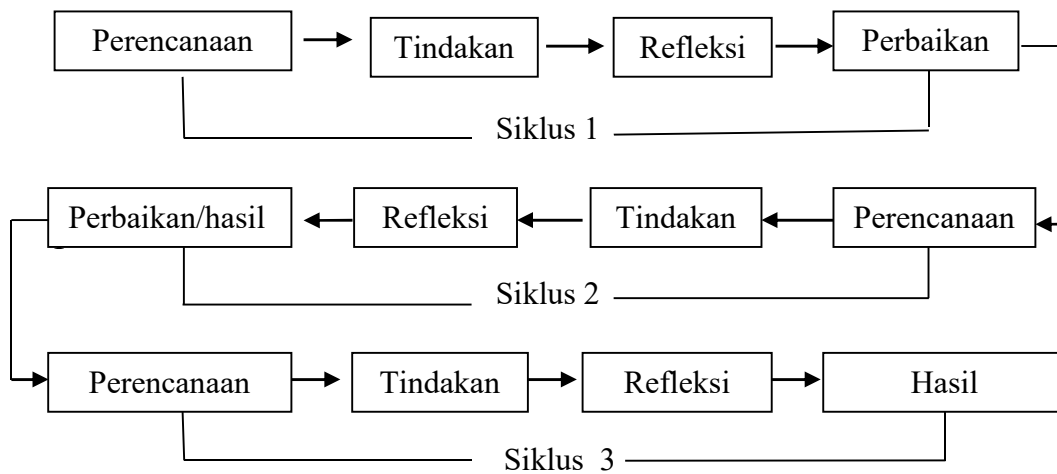 Perencanaan Tindakan Refleksi Perbaikan
Siklus 1
Perbaikan/hasil Refleksi Tindakan Perencanaan
Siklus 2
Perencanaan Tindakan Refleksi Hasil
Siklus 3